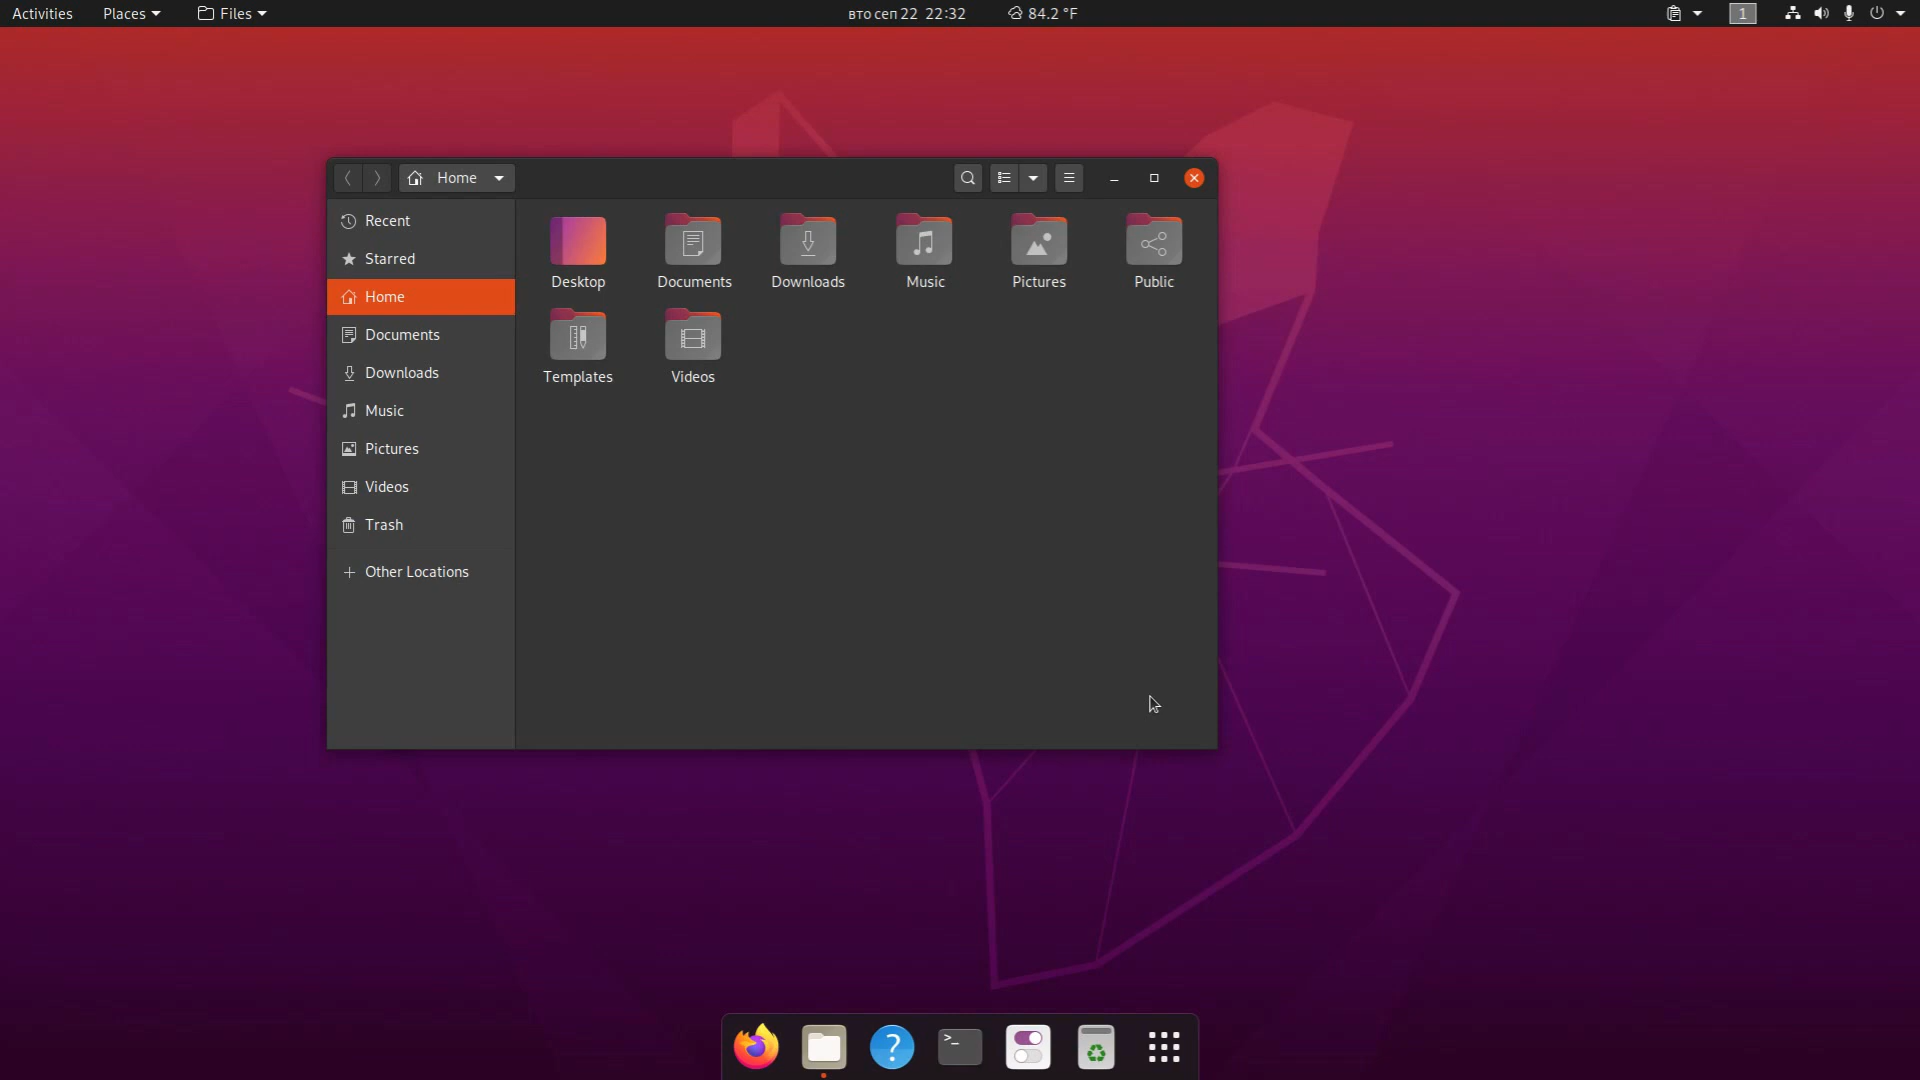 Activities Places Files вто сеп 22 22:32 84.2 °F 1
Home
Recent
Starred
Home
Documents
Downloads
Music
Pictures
Videos
Trash
Other Locations
Desktop Documents Downloads Music Pictures Public
Templates Videos
? >_